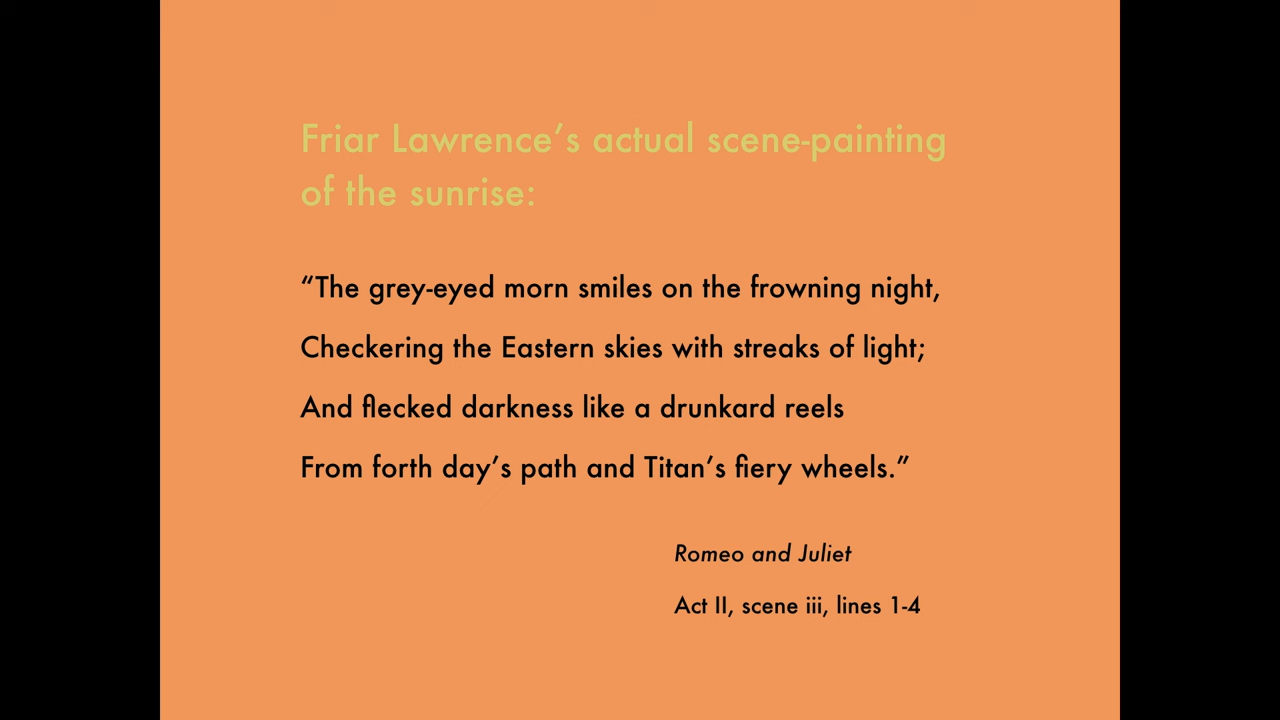 Friar Lawrence’s actual scene-painting
of the sunrise:
“The grey-eyed morn smiles on the frowning night,
Checkering the Eastern skies with streaks of light;
And flecked darkness like a drunkard reels
From forth day’s path and Titan’s fiery wheels.”
Romeo and Juliet
Act II, scene iii, lines 1-4